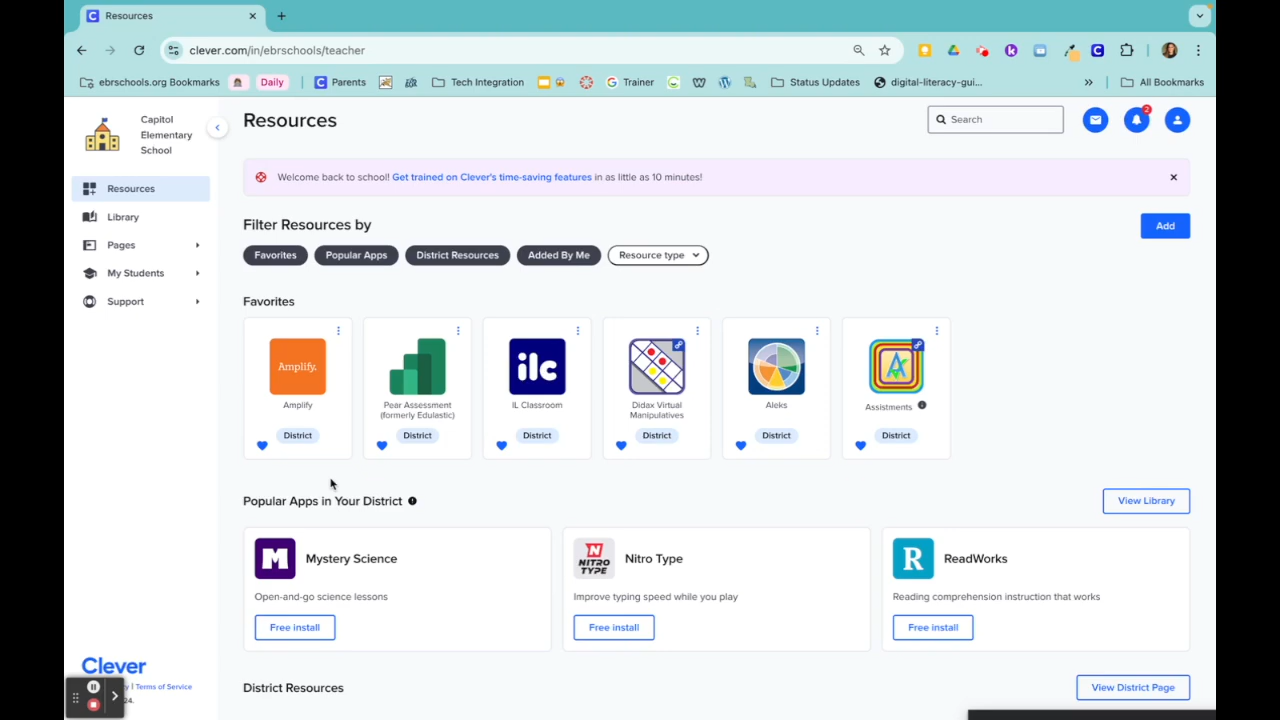 Resources
clever.com/in/ebrschools/teacher
ebrschools.org Bookmarks
Daily
Parents
Tech Integration
Trainer
Status Updates
digital-literacy-gui...
»
All Bookmarks
Capitol
Elementary
School
Resources
Library
Pages
My Students
Support
Resources
Search
2
Welcome back to school! Get trained on Clever's time-saving features in as little as 10 minutes!
Filter Resources by
Add
Favorites
Popular Apps
District Resources
Added By Me
Resource type
Favorites
Amplify.
Amplify
District
Pear Assessment
(formerly Edulastic)
District
ilc
IL Classroom
District
Didax Virtual
Manipulatives
District
Aleks
District
A
Assistments
District
Popular Apps in Your District
View Library
M
Mystery Science
Open-and-go science lessons
Free install
N
NITRO
TYPE
Nitro Type
Improve typing speed while you play
Free install
R
ReadWorks
Reading comprehension instruction that works
Free install
District Resources
View District Page
Clever
| Terms of Service
24.